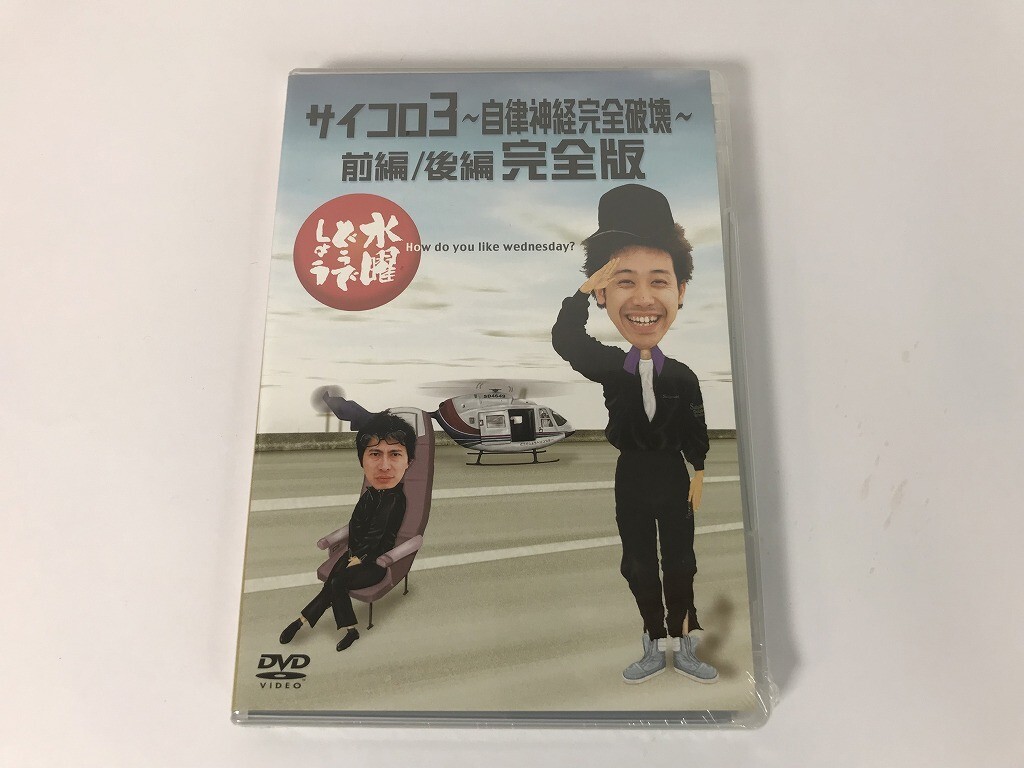 サイコロ3~自律神経完全破壊~
前編/後編 完全版
水曜
どうで
しょう
How do you like wednesday?
DVD
VIDEO